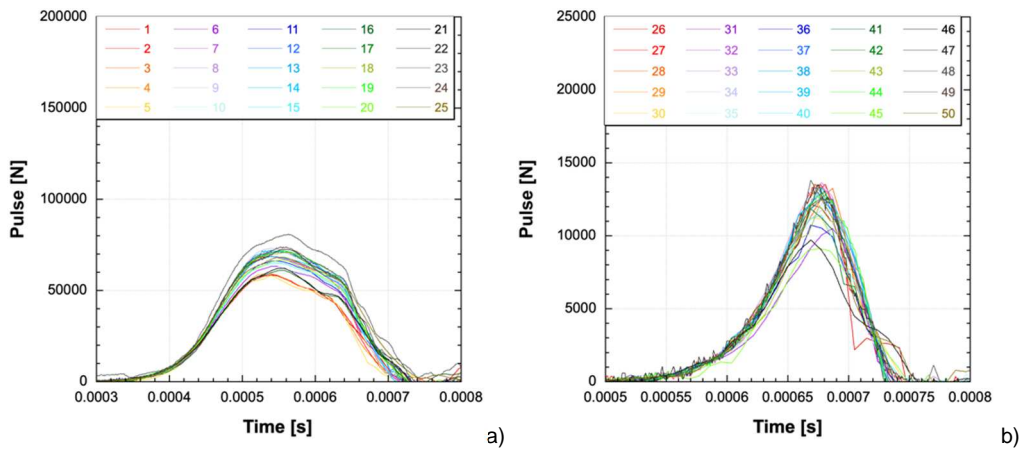 200000
150000
100000
50000
0
Pulse [N]
1 6 11 16 21
2 7 12 17 22
3 8 13 18 23
4 9 14 19 24
5 10 15 20 25
0.0003 0.0004 0.0005 0.0006 0.0007 0.0008
Time [s]
a)
25000
20000
15000
10000
5000
0
Pulse [N]
26 31 36 41 46
27 32 37 42 47
28 33 38 43 48
29 34 39 44 49
30 35 40 45 50
0.0005 0.00055 0.0006 0.00065 0.0007 0.00075 0.0008
Time [s]
b)